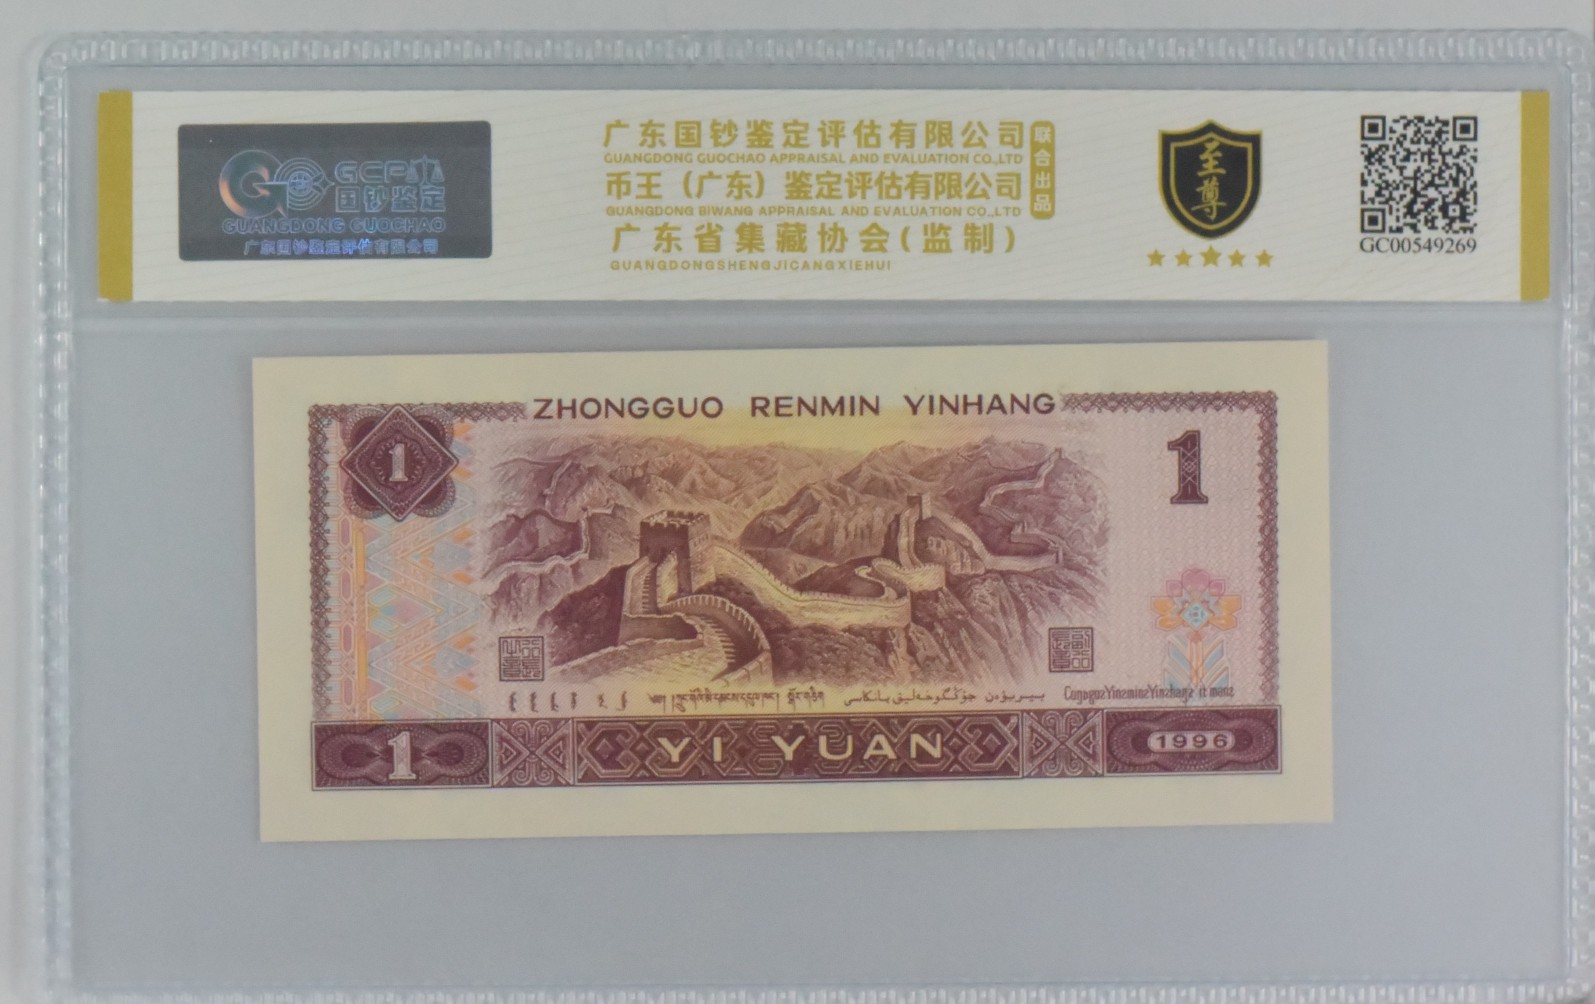 GCP
国钞鉴定
GUANGDONG GUOCHAO
广东国钞鉴定评估有限公司
广东国钞鉴定评估有限公司
GUANGDONG GUOCHAO APPRAISAL AND EVALUATION CO.,LTD
币王（广东）鉴定评估有限公司
GUANGDONG BIWANG APPRAISAL AND EVALUATION CO.,LTD
广东省集藏协会(监制)
GUANGDONGSHENGJICANGXIEHUI
联合出品
至尊
GC00549269
ZHONGGUO RENMIN YINHANG
1
1
1
YI YUAN
1996